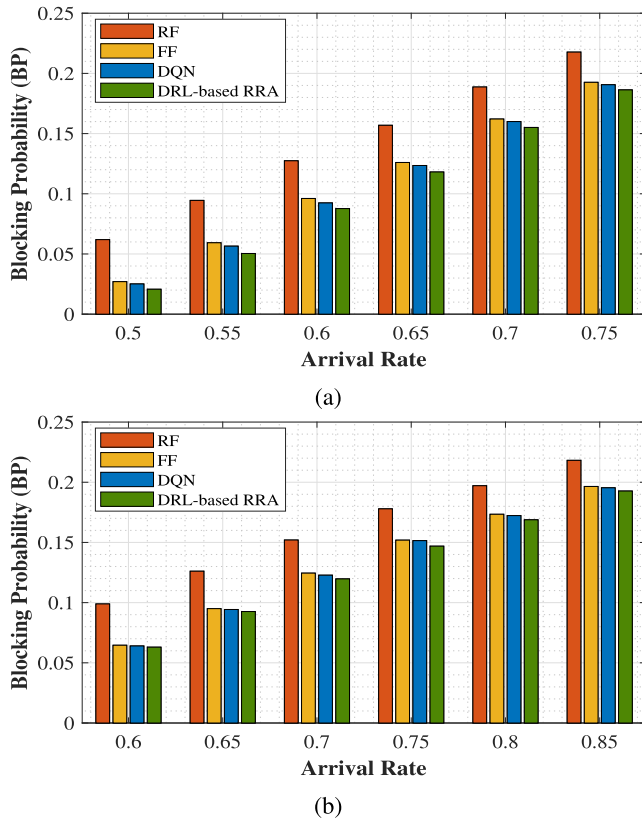 0.25
0.2
0.15
0.1
0.05
0
Blocking Probability (BP)
RF
FF
DQN
DRL-based RRA
0.5 0.55 0.6 0.65 0.7 0.75
Arrival Rate
(a)
0.25
0.2
0.15
0.1
0.05
0
Blocking Probability (BP)
RF
FF
DQN
DRL-based RRA
0.6 0.65 0.7 0.75 0.8 0.85
Arrival Rate
(b)